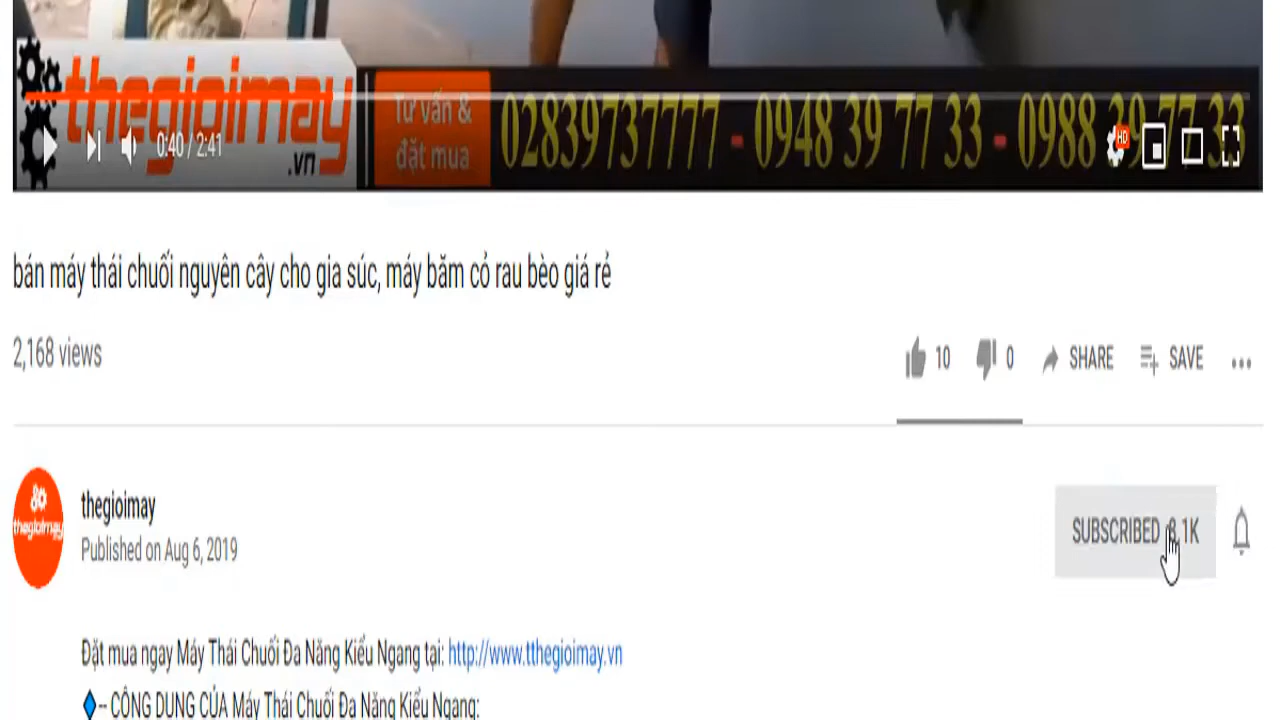 thegioimay
.vn
Tư vấn &
đặt mua
02839737777 - 0948 39 77 33 - 0988 39 77 33
HD
0:40 / 2:41
bán máy thái chuối nguyên cây cho gia súc, máy băm cỏ rau bèo giá rẻ
2,168 views
10 0 SHARE SAVE
thegioimay
thegioimay
Published on Aug 6, 2019
SUBSCRIBED
Đặt mua ngay Máy Thái Chuối Đa Năng Kiểu Ngang tại: http://www.tthegioimay.vn
-- CÔNG DỤNG CỦA Máy Thái Chuối Đa Năng Kiểu Ngang: